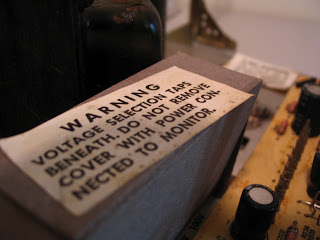 WARNING
VOLTAGE SELECTION TAPS
BENEATH. DO NOT REMOVE
COVER WITH POWER CON-
NECTED TO MONITOR.